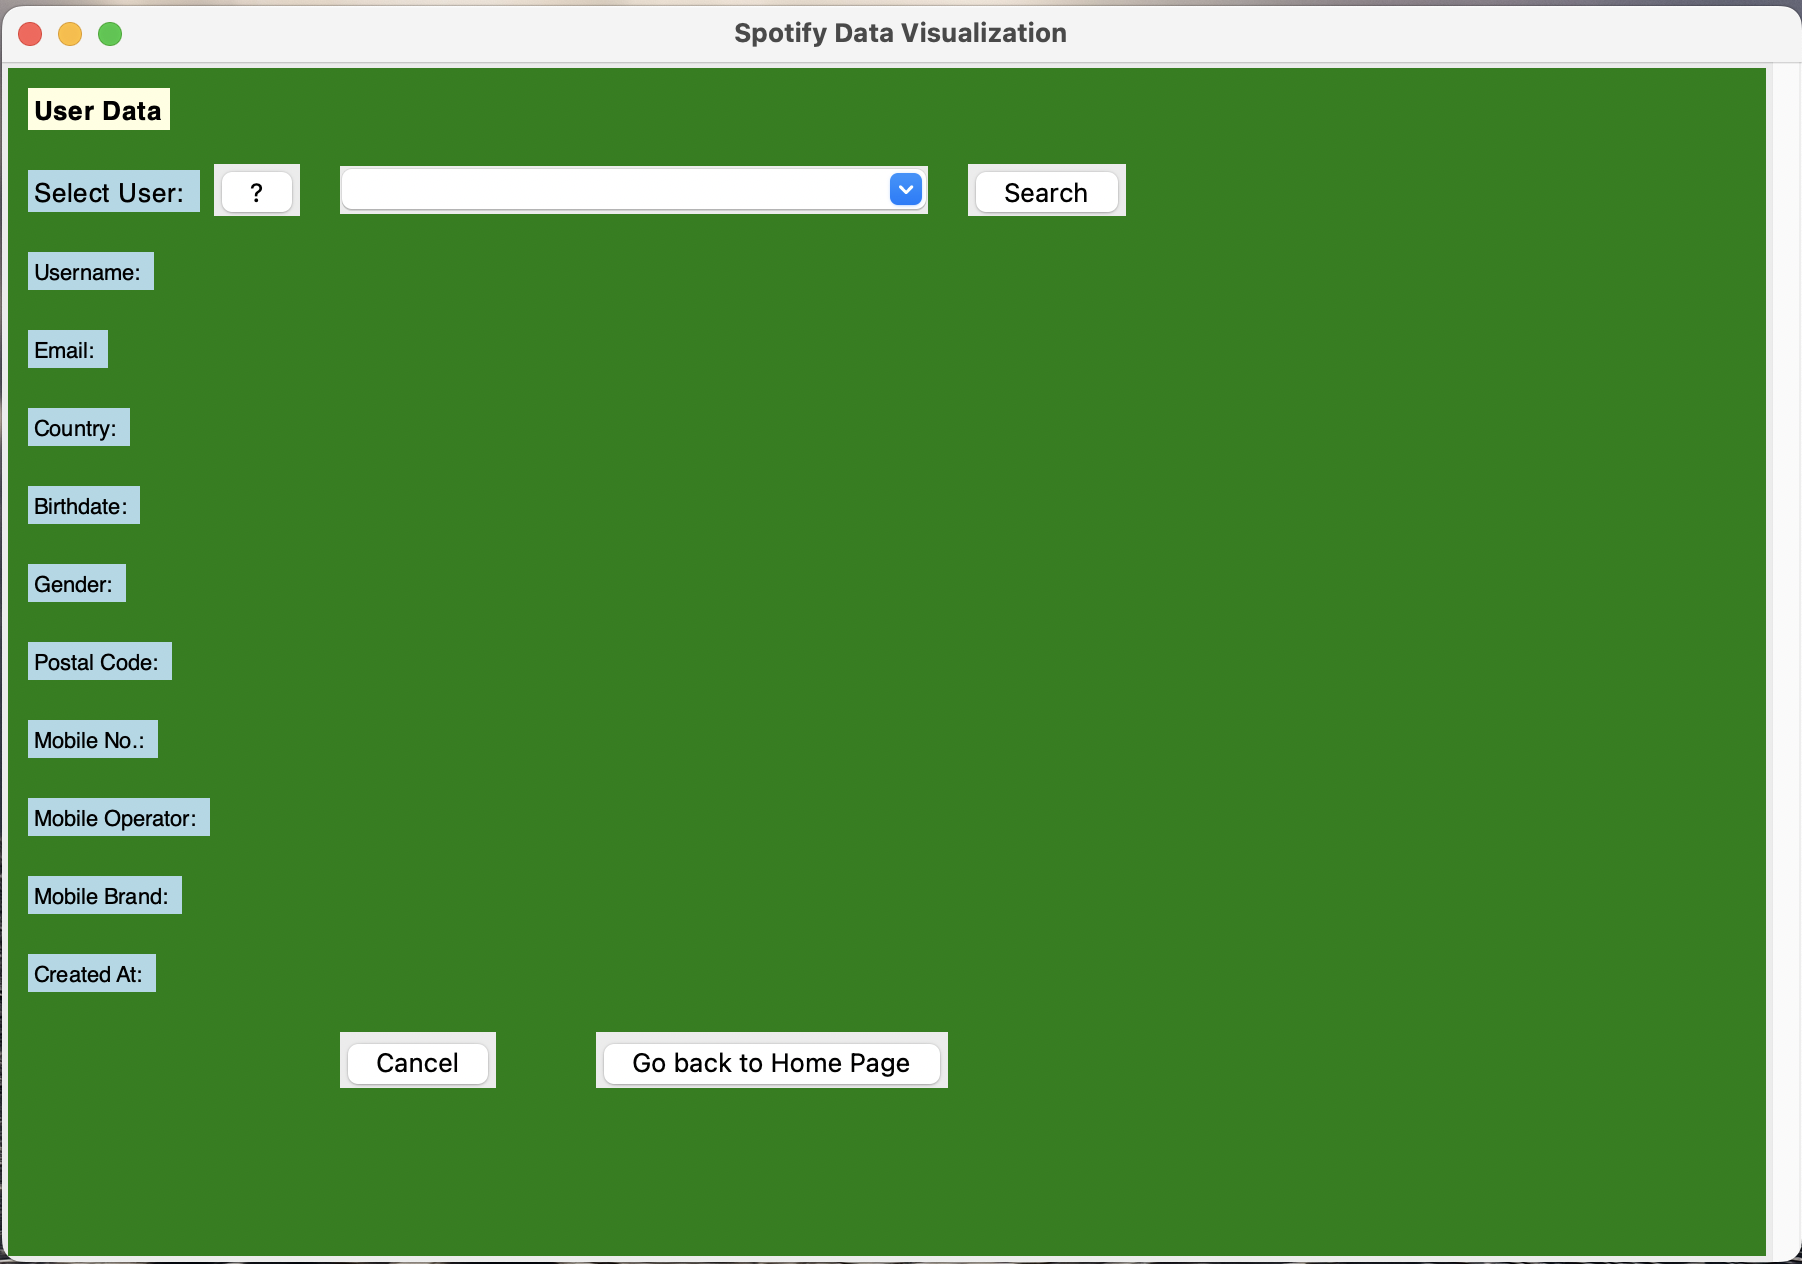 Spotify Data Visualization
User Data
Select User: ? Search
Username:
Email:
Country:
Birthdate:
Gender:
Postal Code:
Mobile No.:
Mobile Operator:
Mobile Brand:
Created At:
Cancel Go back to Home Page